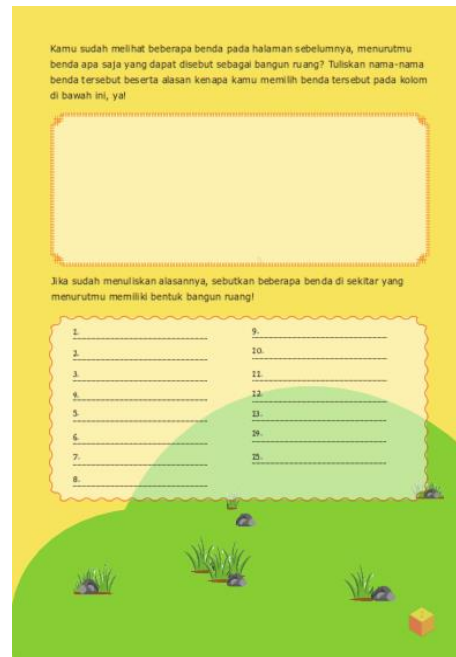 Kamu sudah melihat beberapa benda pada halaman sebelumnya, menurutmu
benda apa saja yang dapat disebut sebagai bangun ruang? Tuliskan nama-nama
benda tersebut beserta alasan kenapa kamu memilih benda tersebut pada kolom
di bawah ini, ya!
Jika sudah menuliskan alasannya, sebutkan beberapa benda di sekitar yang
menurutmu memiliki bentuk bangun ruang!
1.
2.
3.
4.
5.
6.
7.
8.
9.
10.
11.
12.
13.
14.
15.